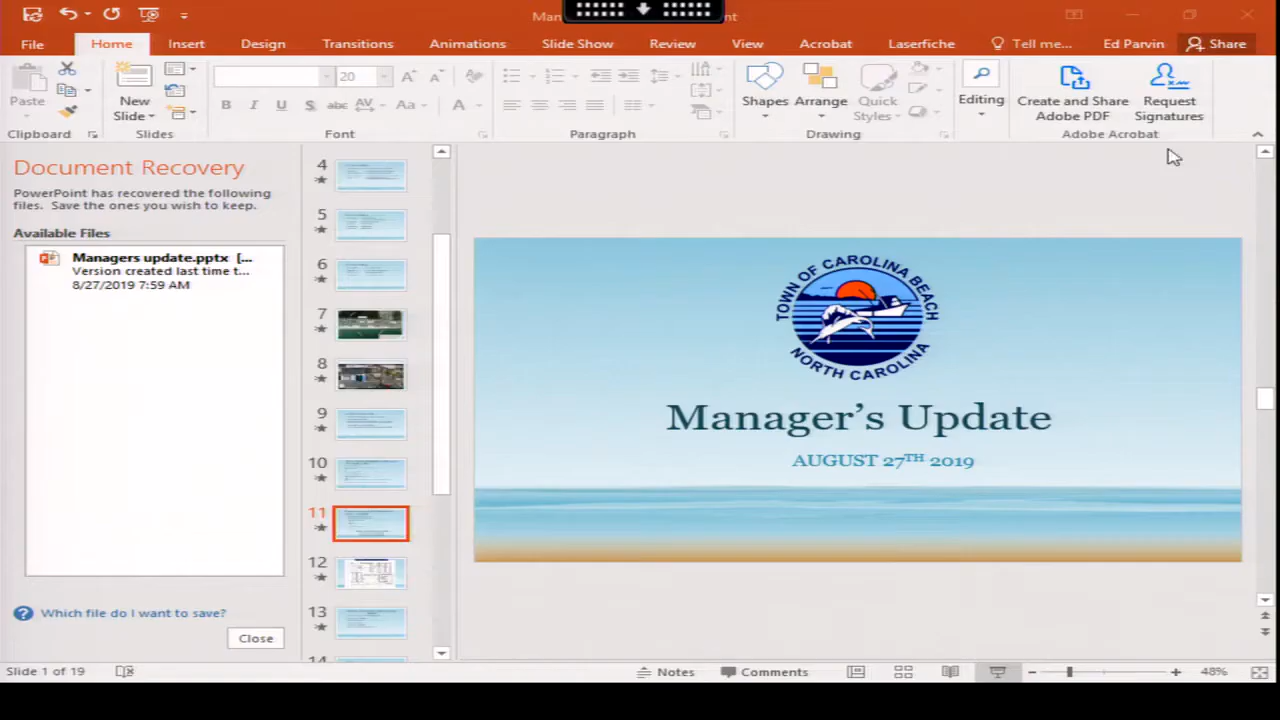 Man
nt
File
Home
Insert
Design
Transitions
Animations
Slide Show
Review
View
Acrobat
Laserfiche
Tell me...
Ed Parvin
Share
Paste
New
Slide
20
B I U S abc AV Aa A
Shapes
Arrange
Quick
Styles
Editing
Create and Share
Adobe PDF
Request
Signatures
Clipboard
Slides
Font
Paragraph
Drawing
Adobe Acrobat
Document Recovery
PowerPoint has recovered the following
files. Save the ones you wish to keep.
Available Files
Managers update.pptx [...
Version created last time t...
8/27/2019 7:59 AM
Which file do I want to save?
Close
4
5
6
7
8
9
10
11
12
13
14
TOWN OF CAROLINA BEACH
NORTH CAROLINA
Manager's Update
AUGUST 27TH 2019
Slide 1 of 19
Notes
Comments
48%